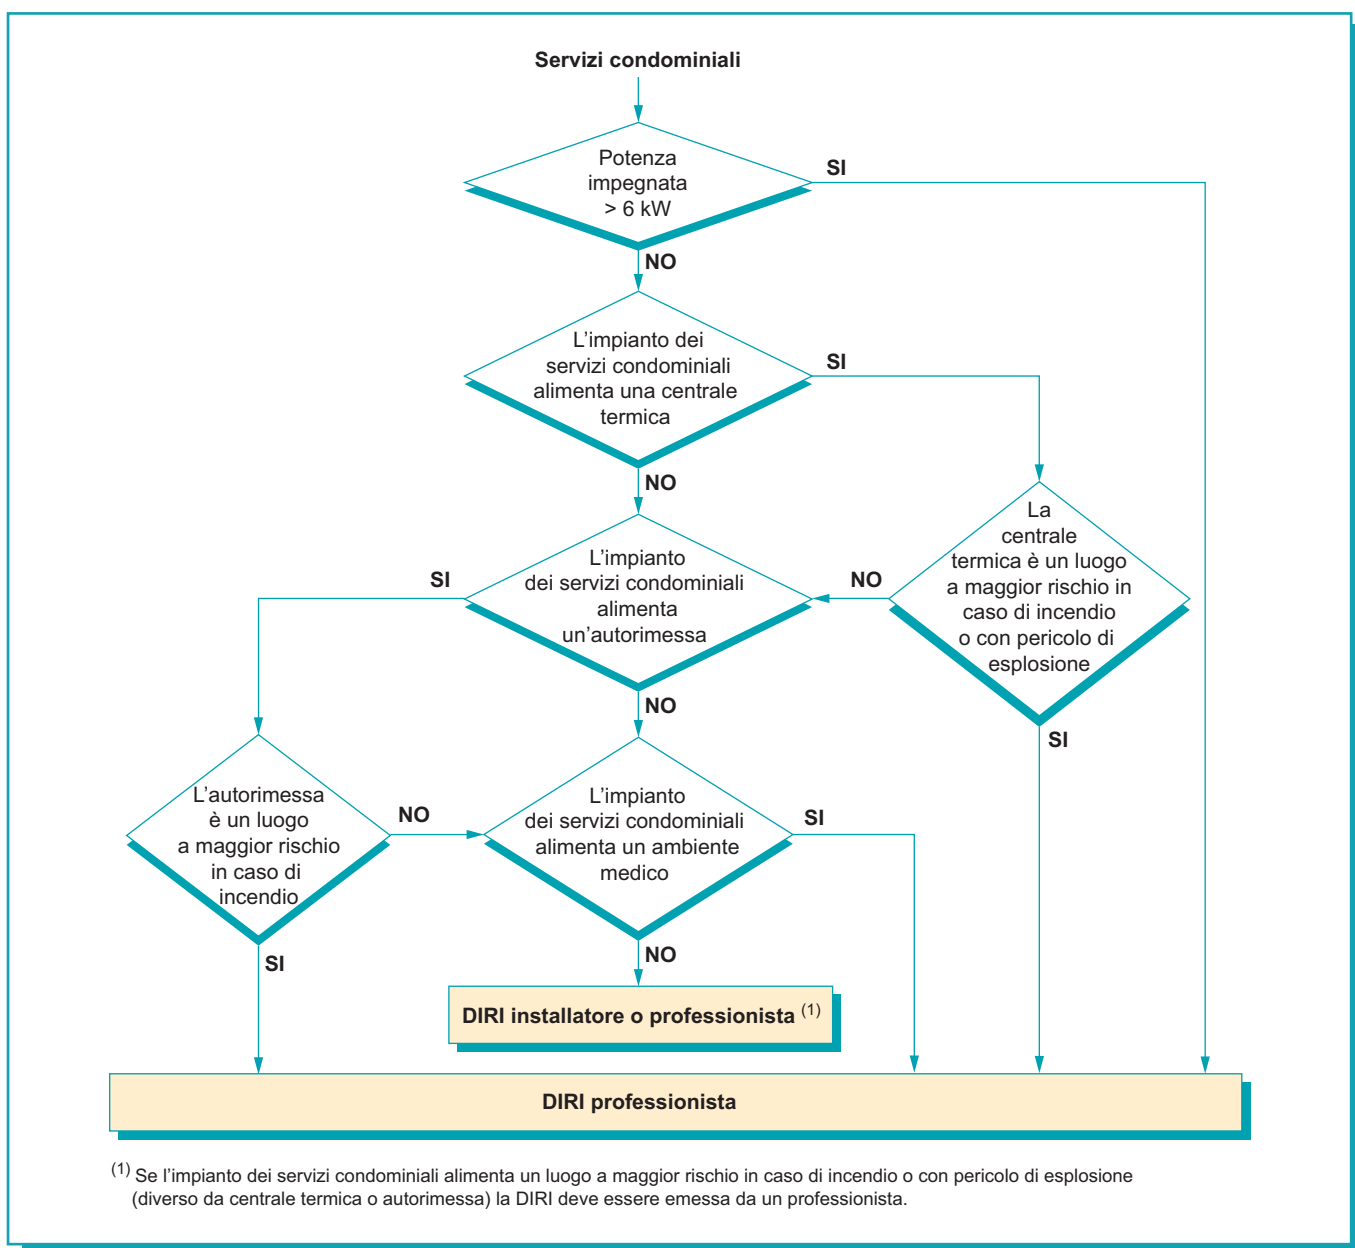 Servizi condominiali
Potenza
impegnata
> 6 kW
SI
NO
L'impianto dei
servizi condominiali
alimenta una centrale
termica
SI
NO
La
centrale
termica è un luogo
a maggior rischio in
caso di incendio
o con pericolo di
esplosione
NO
SI
L'impianto
dei servizi condominiali
alimenta
un'autorimessa
SI
NO
L'autorimessa
è un luogo
a maggior rischio
in caso di
incendio
NO
SI
L'impianto
dei servizi condominiali
alimenta un ambiente
medico
SI
NO
DIRI installatore o professionista (1)
DIRI professionista
(1) Se l'impianto dei servizi condominiali alimenta un luogo a maggior rischio in caso di incendio o con pericolo di esplosione
(diverso da centrale termica o autorimessa) la DIRI deve essere emessa da un professionista.